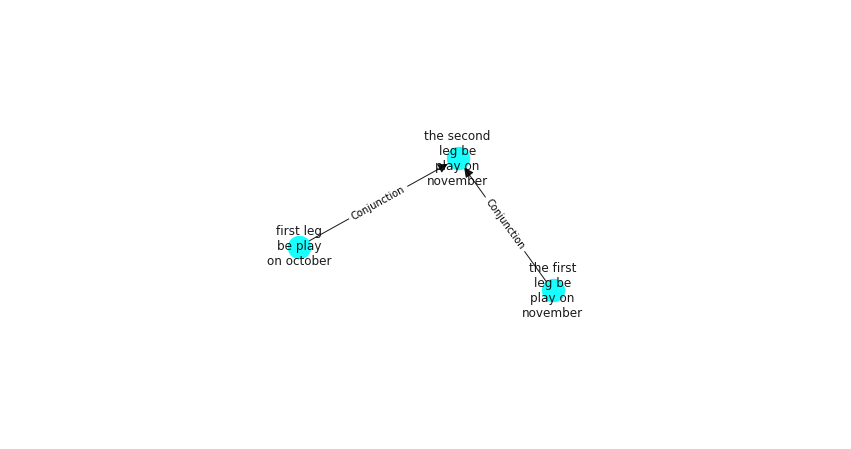 the second
leg be
play on
november
Conjunction
Conjunction
first leg
be play
on october
the first
leg be
play on
november